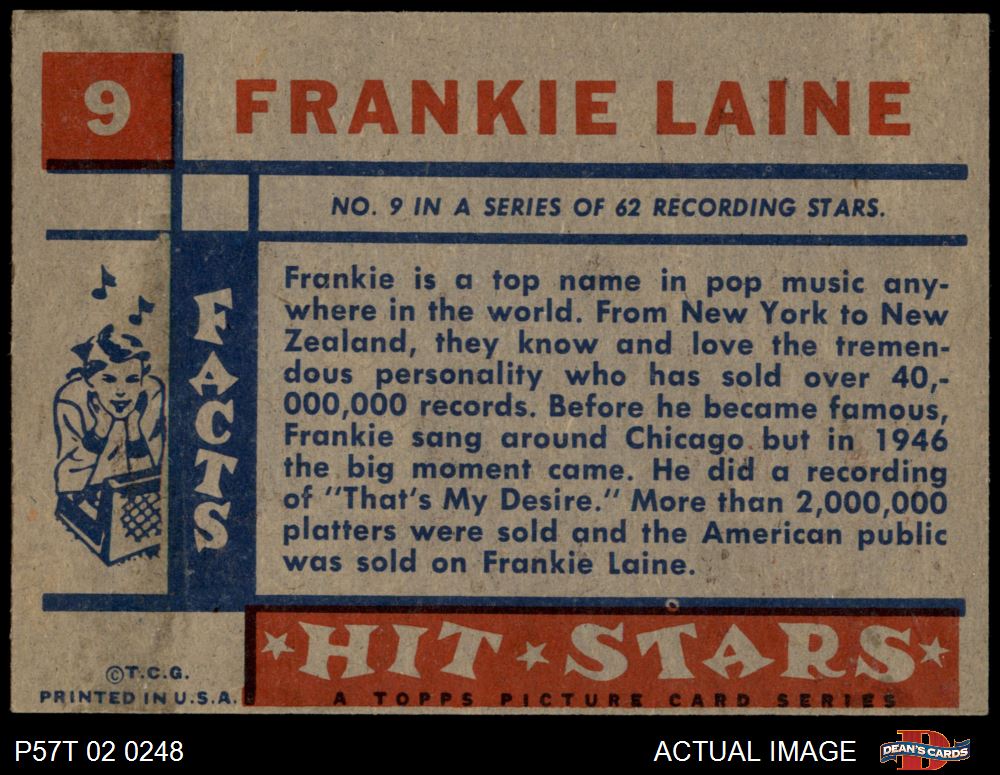 9
FRANKIE LAINE
NO. 9 IN A SERIES OF 62 RECORDING STARS.
FACTS
Frankie is a top name in pop music any-
where in the world. From New York to New
Zealand, they know and love the tremen-
dous personality who has sold over 40,-
000,000 records. Before he became famous,
Frankie sang around Chicago but in 1946
the big moment came. He did a recording
of "That's My Desire." More than 2,000,000
platters were sold and the American public
was sold on Frankie Laine.
★HIT★STARS★
A TOPPS PICTURE CARD SERIES
©T.C.G.
PRINTED IN U.S.A.
P57T 02 0248
ACTUAL IMAGE
D
DEAN'S CARDS